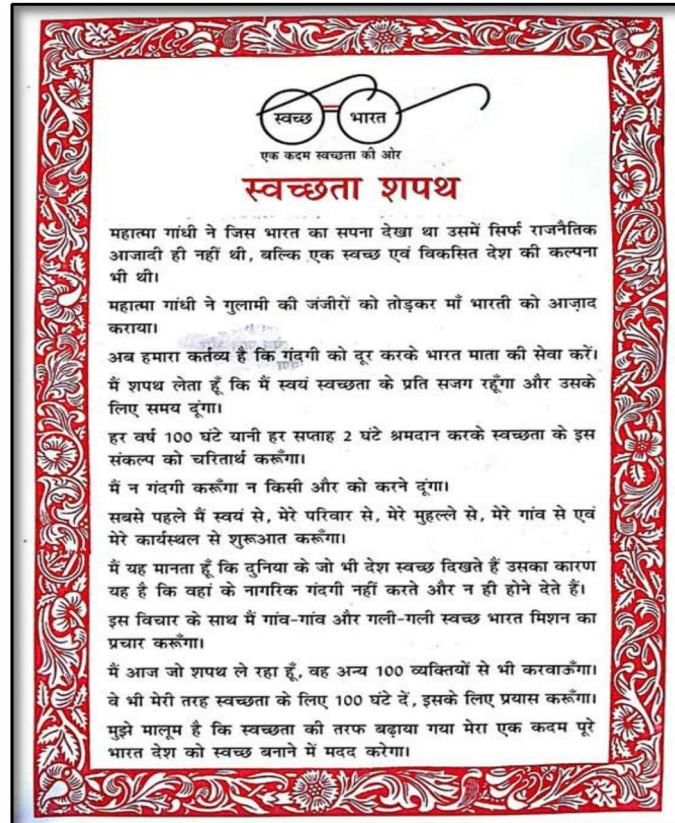 स्वच्छ भारत
एक कदम स्वच्छता की ओर
स्वच्छता शपथ
महात्मा गांधी ने जिस भारत का सपना देखा था उसमें सिर्फ राजनैतिक
आजादी ही नहीं थी, बल्कि एक स्वच्छ एवं विकसित देश की कल्पना
भी थी।
महात्मा गांधी ने गुलामी की जंजीरों को तोड़कर माँ भारती को आज़ाद
कराया।
अब हमारा कर्तव्य है कि गंदगी को दूर करके भारत माता की सेवा करें।
मैं शपथ लेता हूँ कि मैं स्वयं स्वच्छता के प्रति सजग रहूँगा और उसके
लिए समय दूंगा।
हर वर्ष 100 घंटे यानी हर सप्ताह 2 घंटे श्रमदान करके स्वच्छता के इस
संकल्प को चरितार्थ करूँगा।
मैं न गंदगी करूँगा न किसी और को करने दूंगा।
सबसे पहले मैं स्वयं से, मेरे परिवार से, मेरे मुहल्ले से, मेरे गांव से एवं
मेरे कार्यस्थल से शुरूआत करूँगा।
मैं यह मानता हूँ कि दुनिया के जो भी देश स्वच्छ दिखते हैं उसका कारण
यह है कि वहां के नागरिक गंदगी नहीं करते और न ही होने देते हैं।
इस विचार के साथ मैं गांव-गांव और गली-गली स्वच्छ भारत मिशन का
प्रचार करूँगा।
मैं आज जो शपथ ले रहा हूँ, वह अन्य 100 व्यक्तियों से भी करवाऊँगा।
वे भी मेरी तरह स्वच्छता के लिए 100 घंटे दें, इसके लिए प्रयास करूँगा।
मुझे मालूम है कि स्वच्छता की तरफ बढ़ाया गया मेरा एक कदम पूरे
भारत देश को स्वच्छ बनाने में मदद करेगा।